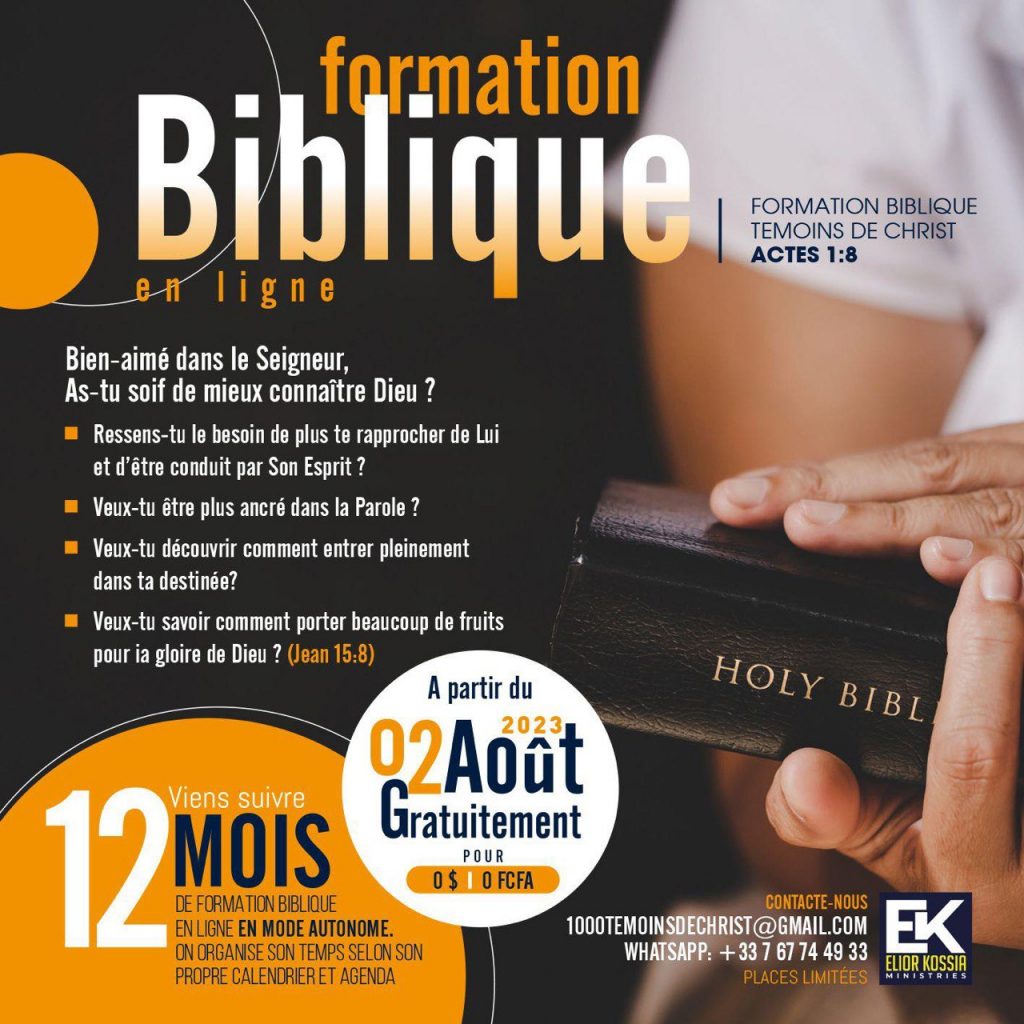 formation
Biblique
en ligne
FORMATION BIBLIQUE
TEMOINS DE CHRIST
ACTES 1:8
Bien-aimé dans le Seigneur,
As-tu soif de mieux connaître Dieu ?
Ressens-tu le besoin de plus te rapprocher de Lui
et d'être conduit par Son Esprit ?
Veux-tu être plus ancré dans la Parole ?
Veux-tu découvrir comment entrer pleinement
dans ta destinée?
Veux-tu savoir comment porter beaucoup de fruits
pour ia gloire de Dieu ? (Jean 15:8)
HOLY BIBL
A partir du
2023
02 Août
Gratuitement
POUR
0 $ I 0 FCFA
Viens suivre
12 MOIS
DE FORMATION BIBLIQUE
EN LIGNE EN MODE AUTONOME.
ON ORGANISE SON TEMPS SELON SON
PROPRE CALENDRIER ET AGENDA
CONTACTE-NOUS
1000TEMOINSDECHRIST@GMAIL.COM
WHATSAPP: +33 7 67 74 49 33
PLACES LIMITÉES
EK
ELIOR KOSSIA
MINISTRIES